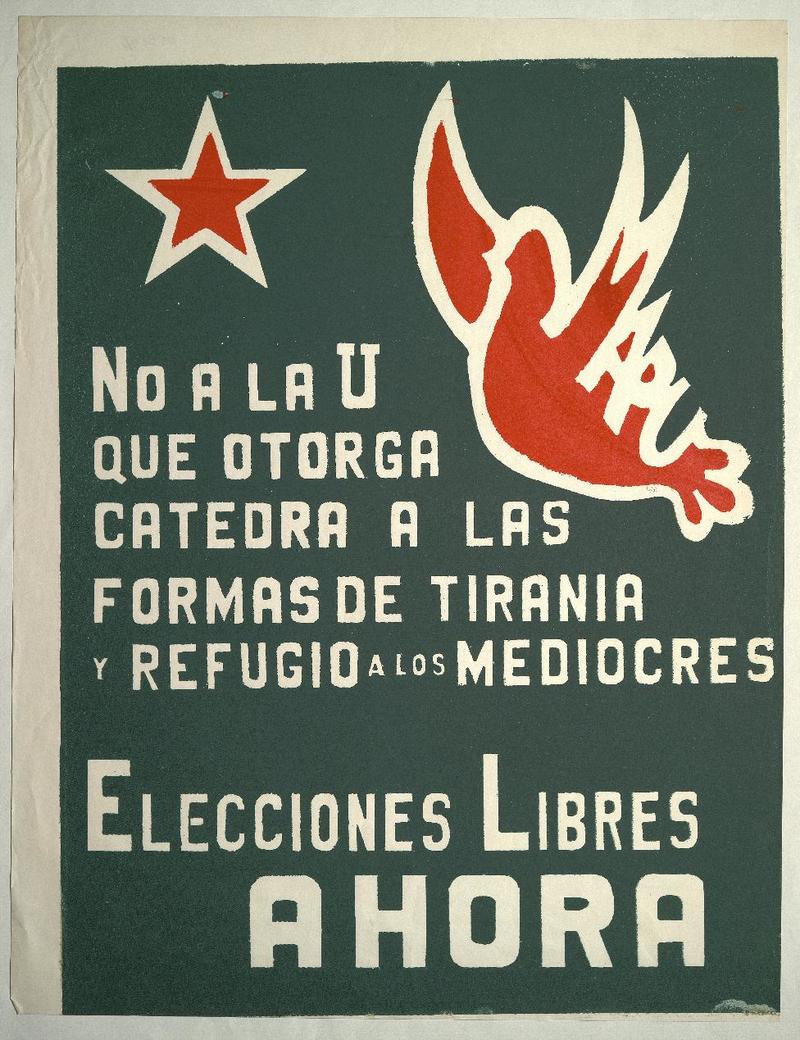 MAPU
NO A LA U
QUE OTORGA
CATEDRA A LAS
FORMAS DE TIRANIA
Y REFUGIO A LOS MEDIOCRES
ELECCIONES LIBRES
AHORA